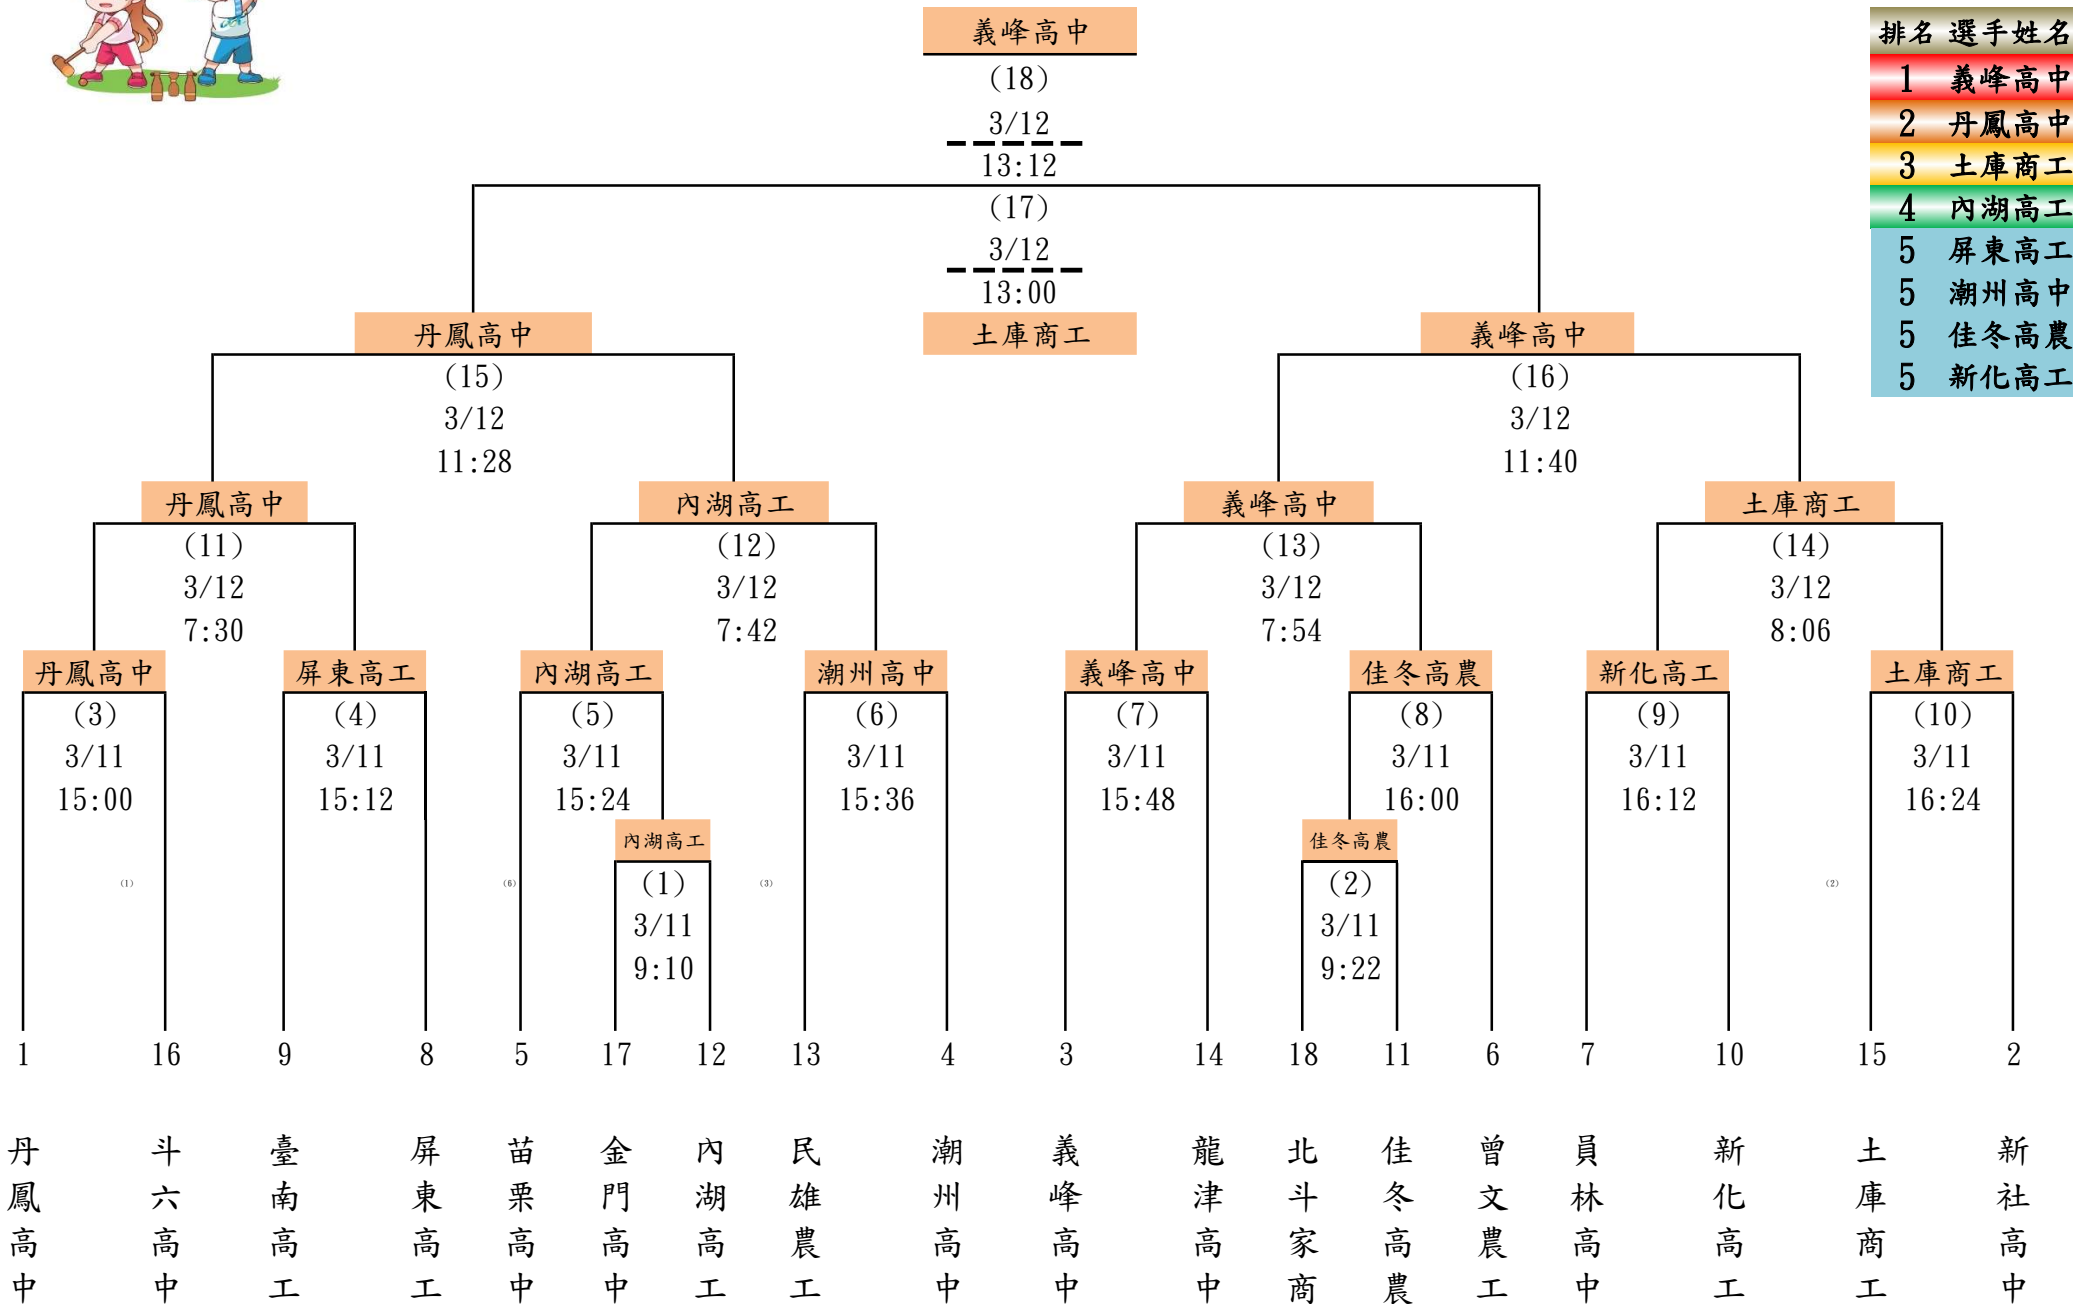 義峰高中
(18)
3/12
13:12
(17)
3/12
13:00
土庫商工
排名 選手姓名
1 義峰高中
2 丹鳳高中
3 土庫商工
4 內湖高工
5 屏東高工
5 潮州高中
5 佳冬高農
5 新化高工
丹鳳高中 義峰高中
(15) (16)
3/12 3/12
11:28 11:40
丹鳳高中 內湖高工 義峰高中 土庫商工
(11) (12) (13) (14)
3/12 3/12 3/12 3/12
7:30 7:42 7:54 8:06
丹鳳高中 屏東高工 內湖高工 潮州高中 義峰高中 佳冬高農 新化高工 土庫商工
(3) (4) (5) (6) (7) (8) (9) (10)
3/11 3/11 3/11 3/11 3/11 3/11 3/11 3/11
15:00 15:12 15:24 15:36 15:48 16:00 16:12 16:24
內湖高工 佳冬高農
(1) (6) (1) (3) (2) (2)
3/11 3/11
9:10 9:22
1 16 9 8 5 17 12 13 4 3 14 18 11 6 7 10 15 2
丹鳳高中
斗六高中
臺南高工
屏東高工
苗栗高中
金門高中
內湖高工
民雄農工
潮州高中
義峰高中
龍津高中
北斗家商
佳冬高農
曾文農工
員林高中
新化高工
土庫商工
新社高中